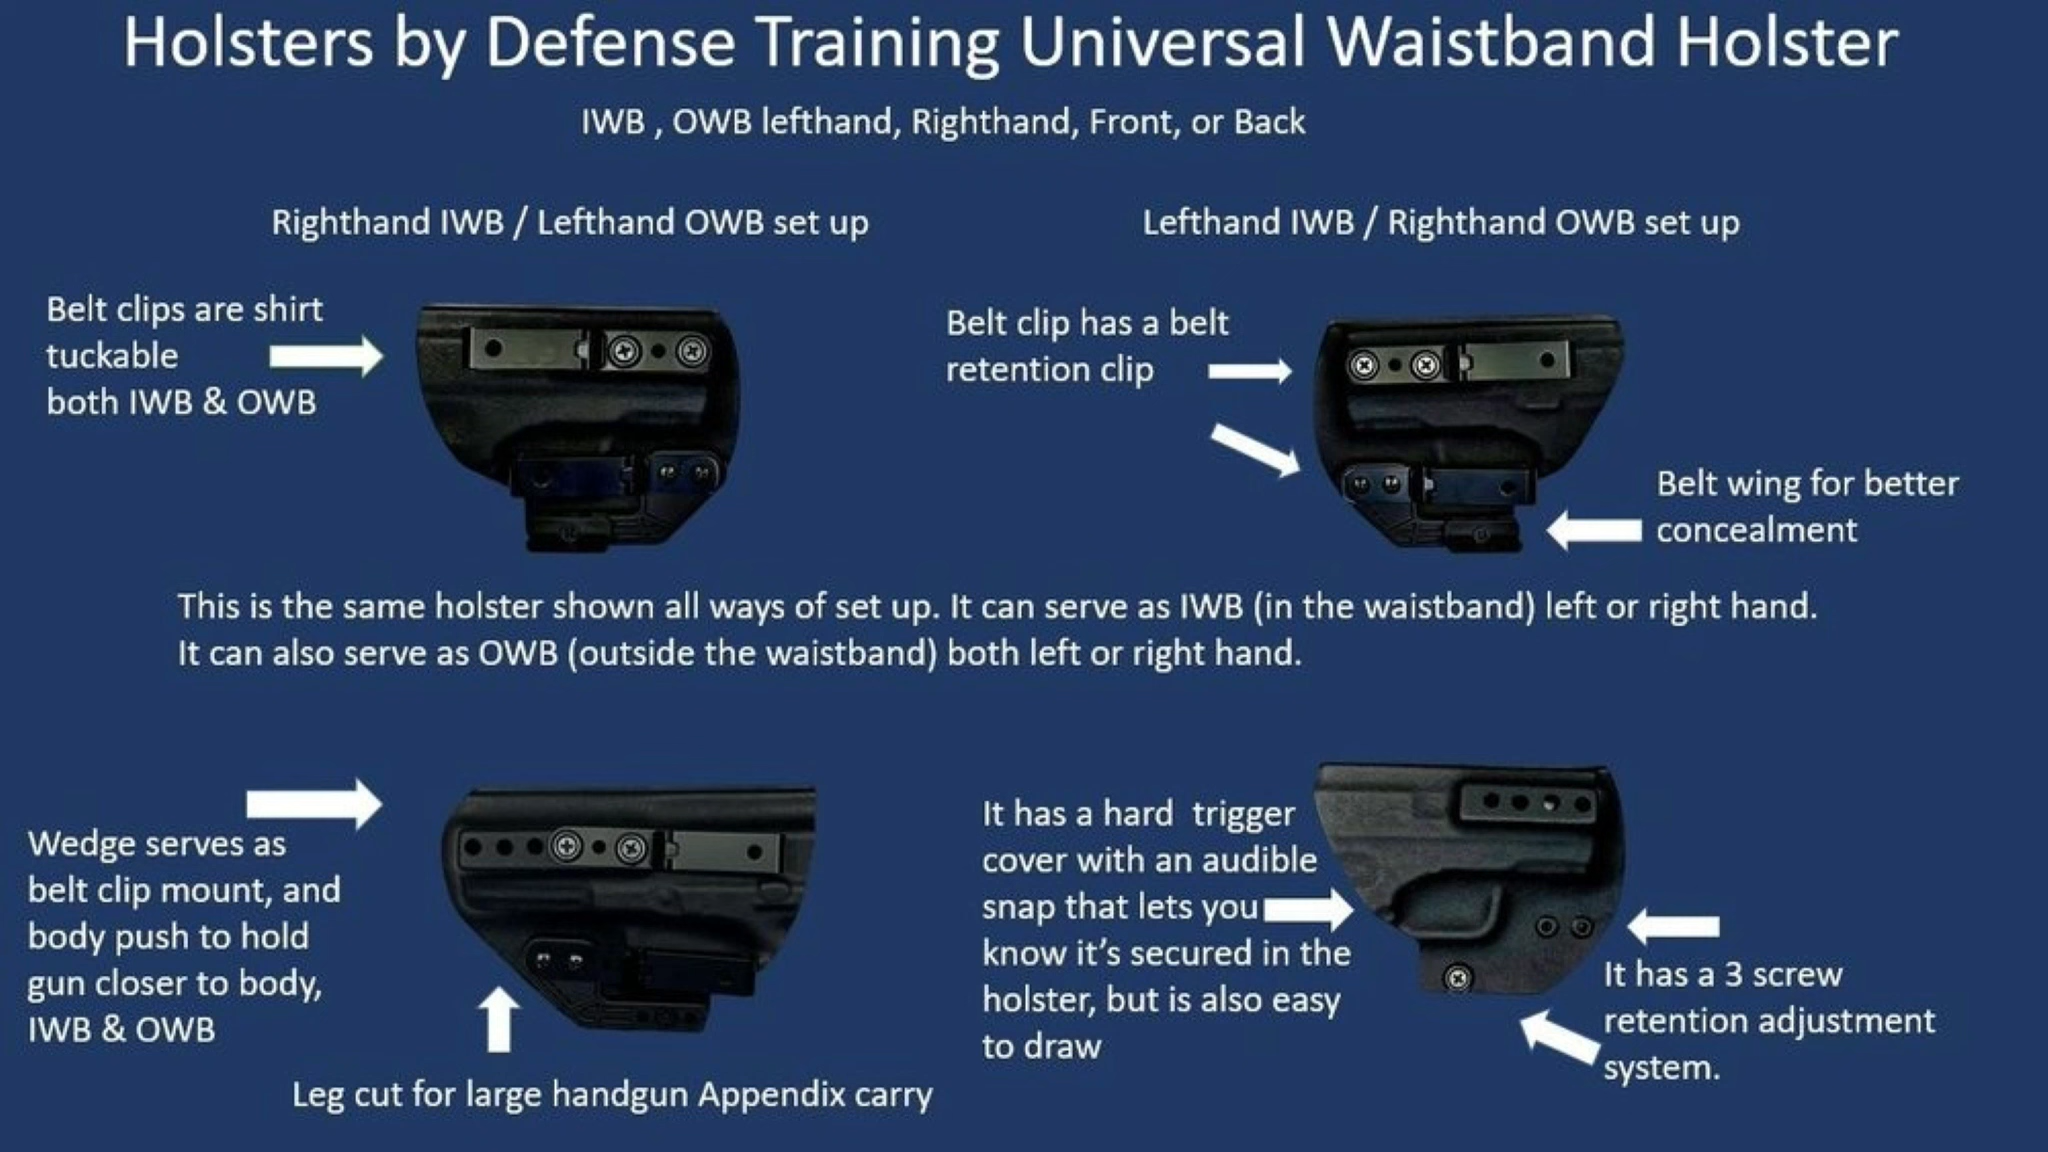 Holsters by Defense Training Universal Waistband Holster
IWB , OWB lefthand, Righthand, Front, or Back
Righthand IWB / Lefthand OWB set up
Lefthand IWB / Righthand OWB set up
Belt clips are shirt
tuckable
both IWB & OWB
Belt clip has a belt
retention clip
Belt wing for better
concealment
This is the same holster shown all ways of set up. It can serve as IWB (in the waistband) left or right hand.
It can also serve as OWB (outside the waistband) both left or right hand.
Wedge serves as
belt clip mount, and
body push to hold
gun closer to body,
IWB & OWB
Leg cut for large handgun Appendix carry
It has a hard  trigger
cover with an audible
snap that lets you
know it’s secured in the
holster, but is also easy
to draw
It has a 3 screw
retention adjustment
system.